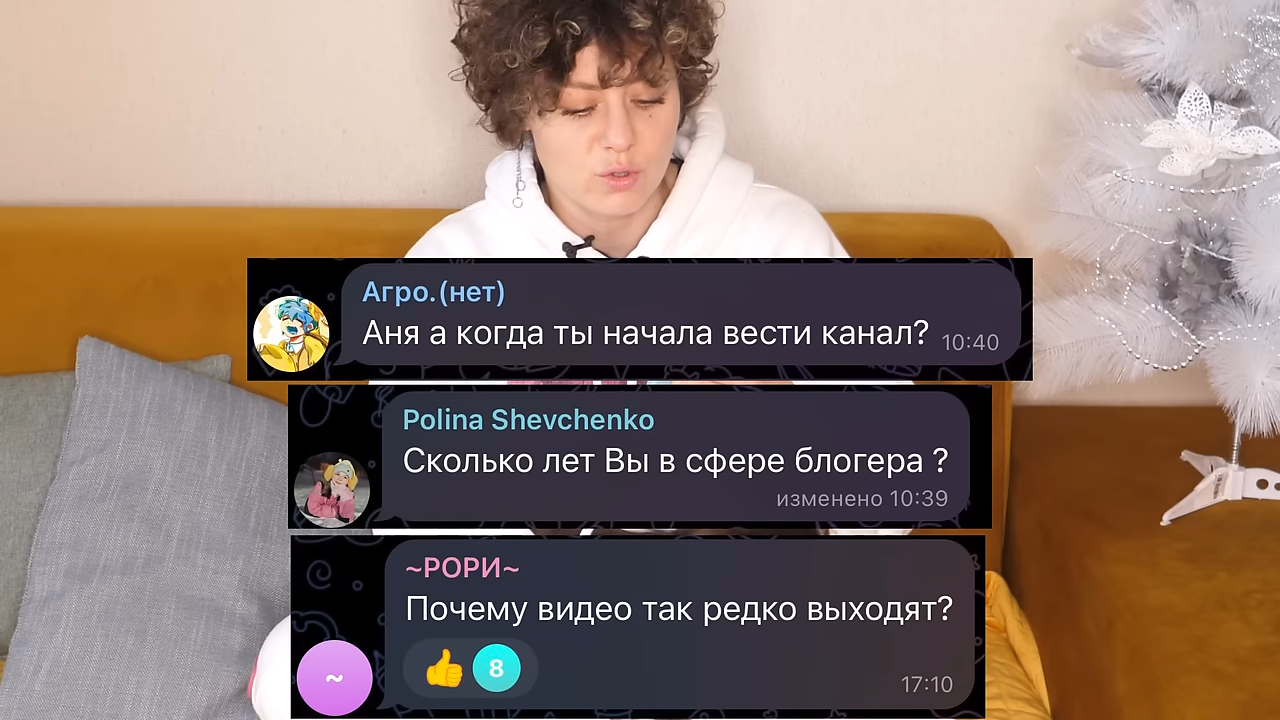 Агро.(нет)
Аня а когда ты начала вести канал? 10:40
Polina Shevchenko
Сколько лет Вы в сфере блогера ?
изменено 10:39
~РОРИ~
Почему видео так редко выходят?
👍 8
~
17:10